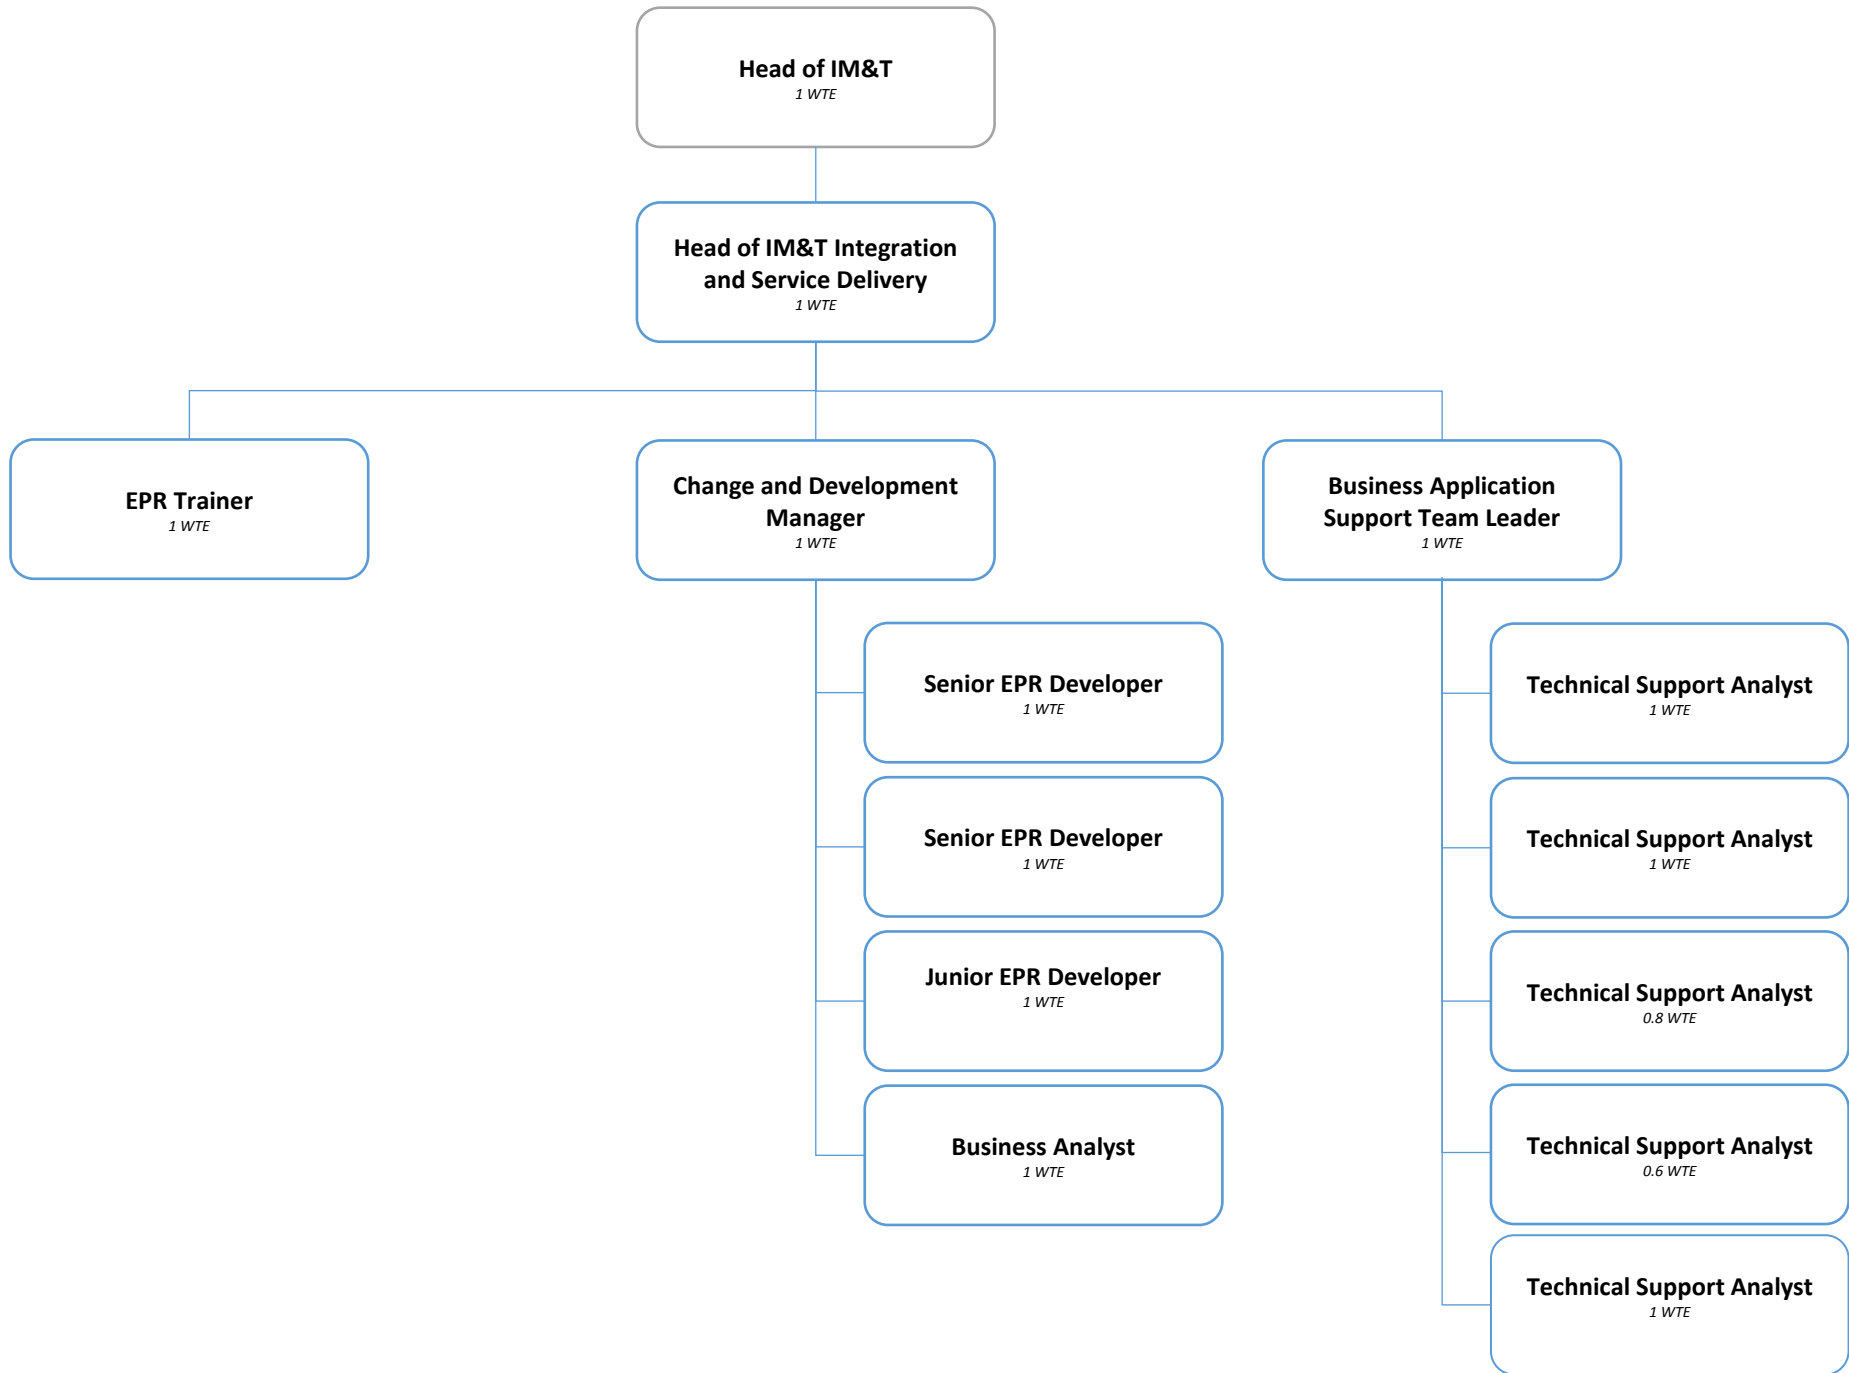 Head of IM&T
1 WTE
Head of IM&T Integration
and Service Delivery
1 WTE
EPR Trainer
1 WTE
Change and Development
Manager
1 WTE
Business Application
Support Team Leader
1 WTE
Senior EPR Developer
1 WTE
Senior EPR Developer
1 WTE
Junior EPR Developer
1 WTE
Business Analyst
1 WTE
Technical Support Analyst
1 WTE
Technical Support Analyst
1 WTE
Technical Support Analyst
0.8 WTE
Technical Support Analyst
0.6 WTE
Technical Support Analyst
1 WTE